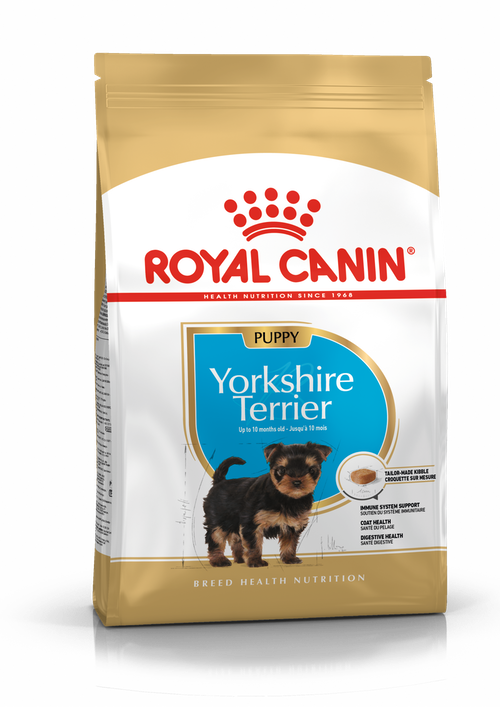 ROYAL CANIN®
HEALTH NUTRITION SINCE 1968
PUPPY
Yorkshire
Terrier
Up to 10 months old - Jusqu'à 10 mois
TAILOR-MADE KIBBLE
CROQUETTE SUR MESURE
IMMUNE SYSTEM SUPPORT
SOUTIEN DU SYSTÈME IMMUNITAIRE
COAT HEALTH
SANTÉ DU PELAGE
DIGESTIVE HEALTH
SANTÉ DIGESTIVE
BREED HEALTH NUTRITION